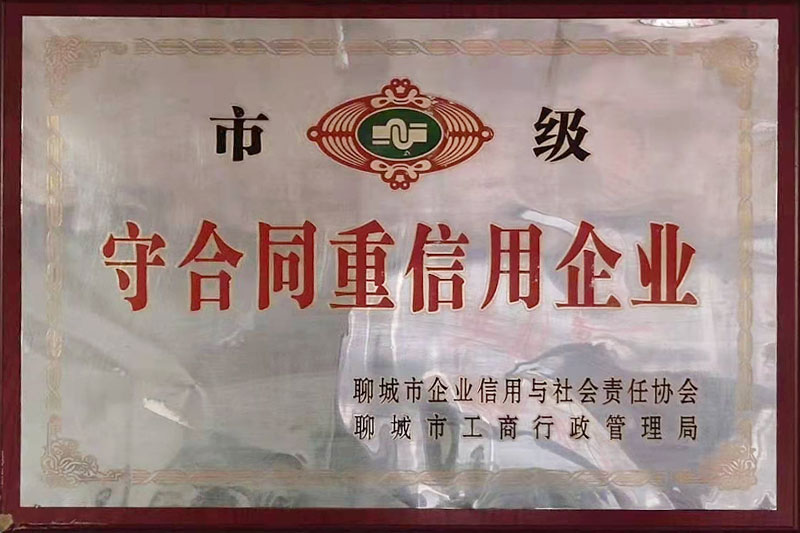 市 级
守合同重信用企业
聊城市企业信用与社会责任协会
聊城市工商行政管理局